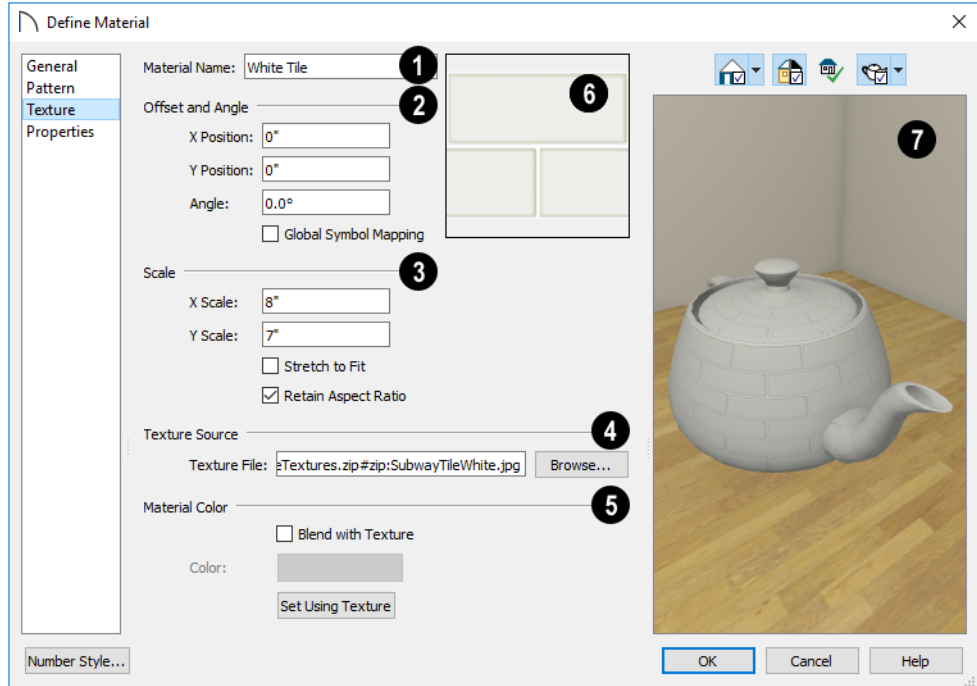 Define Material
General
Pattern
Texture
Properties
Material Name: White Tile 1
Offset and Angle 2
X Position: 0"
Y Position: 0"
Angle: 0.0°
Global Symbol Mapping
Scale 3
X Scale: 8"
Y Scale: 7"
Stretch to Fit
Retain Aspect Ratio
Texture Source 4
Texture File: eTextures.zip#zip:SubwayTileWhite.jpg Browse...
Material Color 5
Blend with Texture
Color:
Set Using Texture
6
7
Number Style...
OK Cancel Help